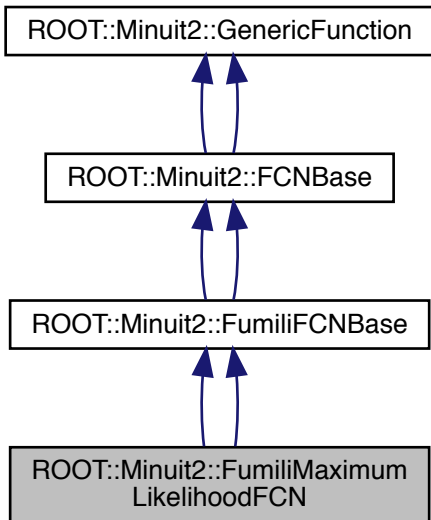 ROOT::Minuit2::GenericFunction
ROOT::Minuit2::FCNBase
ROOT::Minuit2::FumiliFCNBase
ROOT::Minuit2::FumiliMaximum
LikelihoodFCN